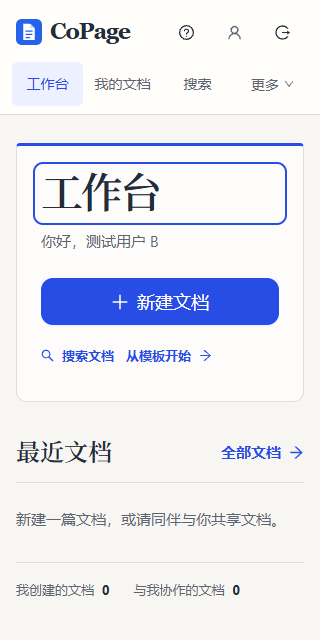 CoPage
工作台 我的文档 搜索 更多
工作台
你好，测试用户 B
新建文档
搜索文档 从模板开始
最近文档 全部文档
新建一篇文档，或请同伴与你共享文档。
我创建的文档 0 与我协作的文档 0